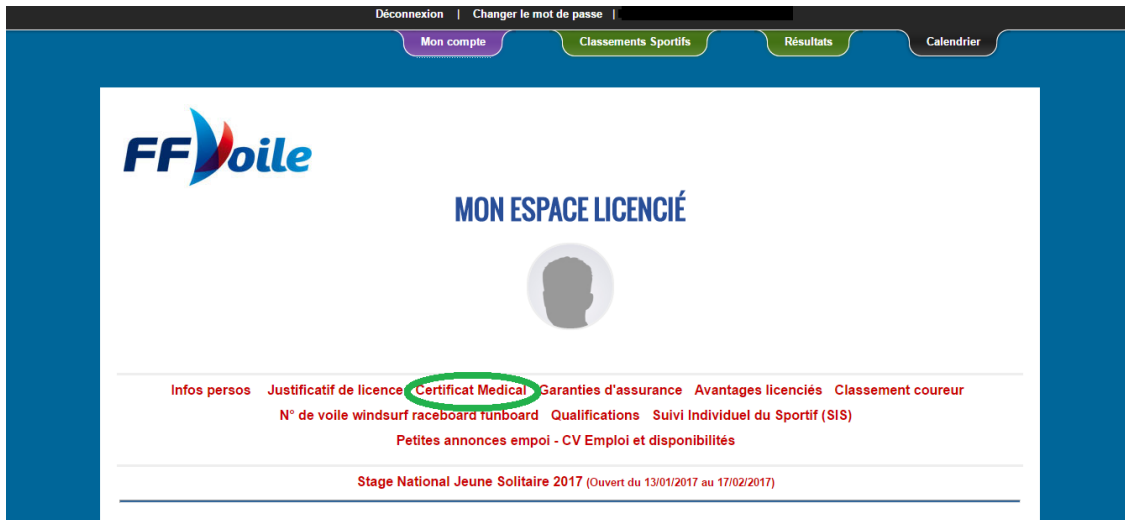 Déconnexion | Changer le mot de passe |
Mon compte Classements Sportifs Résultats Calendrier
FFVoile
MON ESPACE LICENCIÉ
Infos persos Justificatif de licence Certificat Medical Garanties d'assurance Avantages licenciés Classement coureur
N° de voile windsurf raceboard funboard Qualifications Suivi Individuel du Sportif (SIS)
Petites annonces empoi - CV Emploi et disponibilités
Stage National Jeune Solitaire 2017 (Ouvert du 13/01/2017 au 17/02/2017)